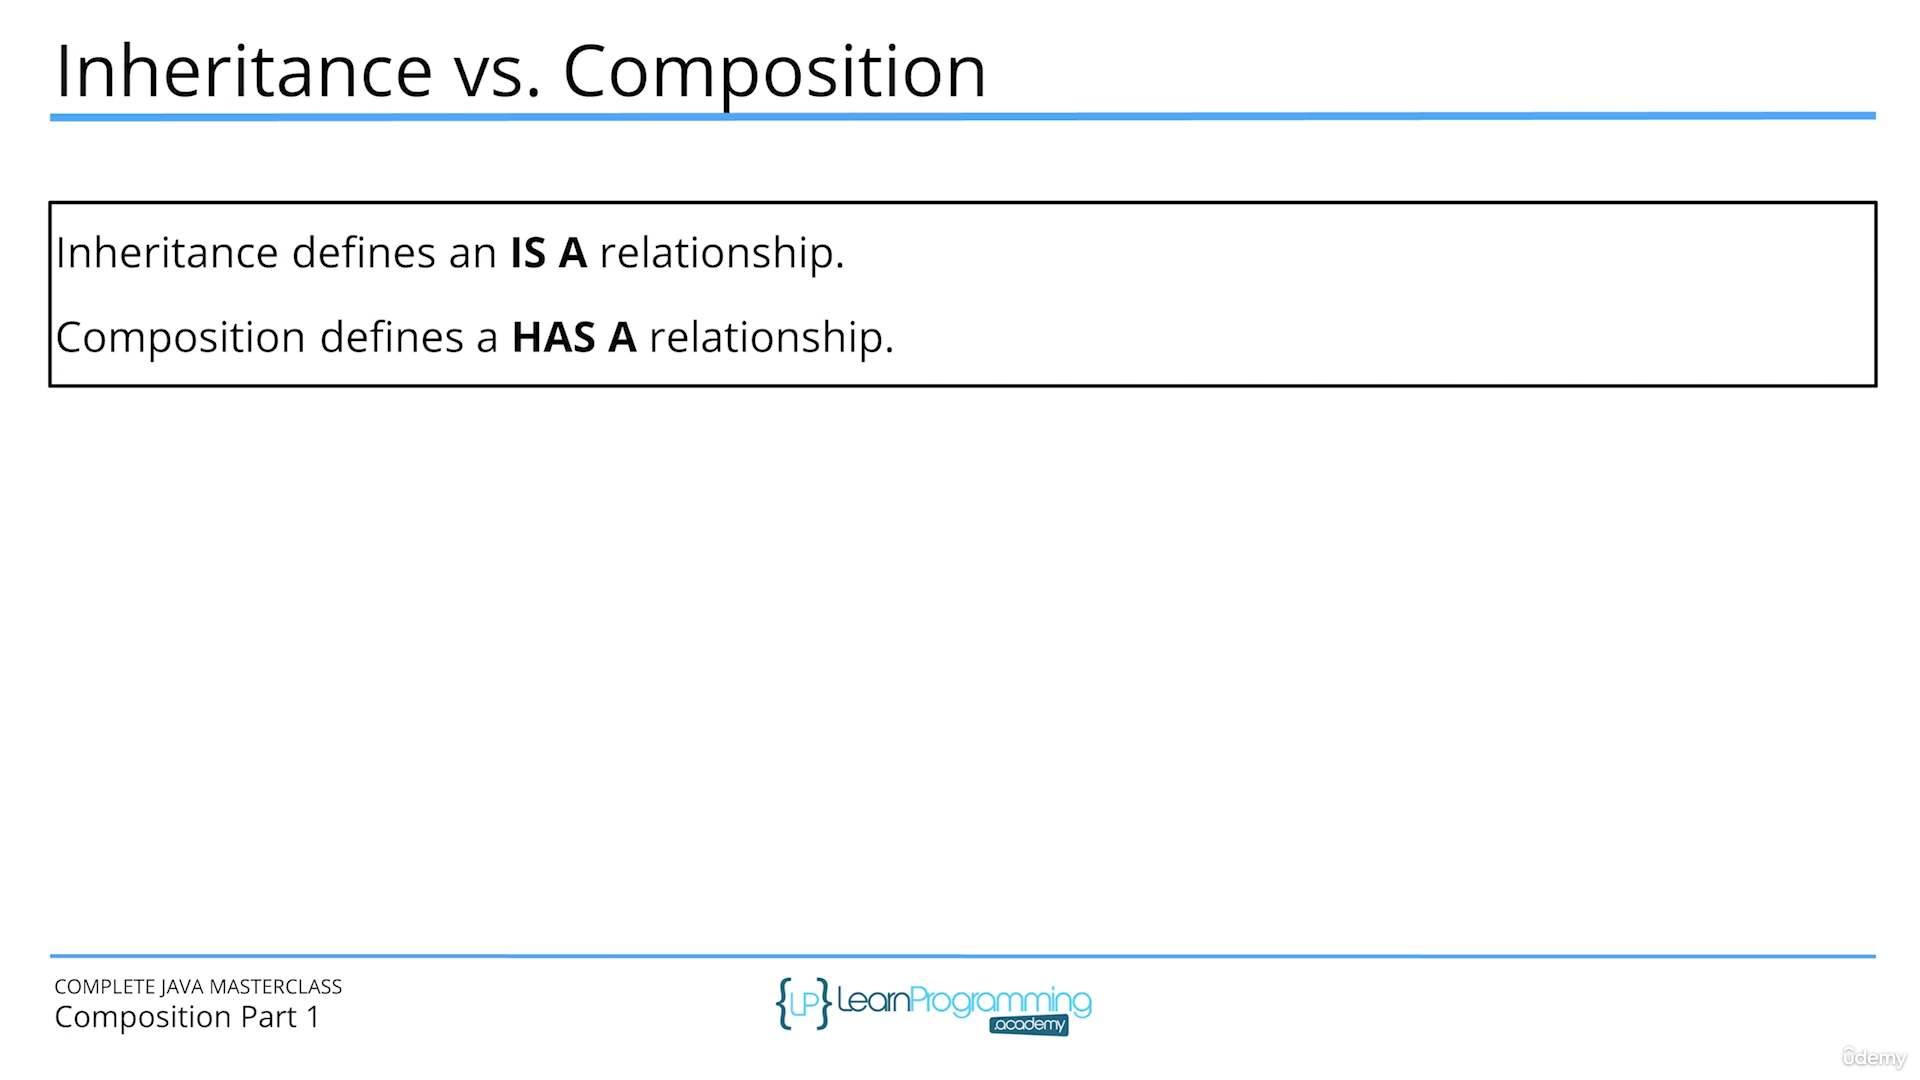 Inheritance vs. Composition
Inheritance defines an IS A relationship.
Composition defines a HAS A relationship.
COMPLETE JAVA MASTERCLASS
Composition Part 1
{LP} LearnProgramming
.academy
ûdemy